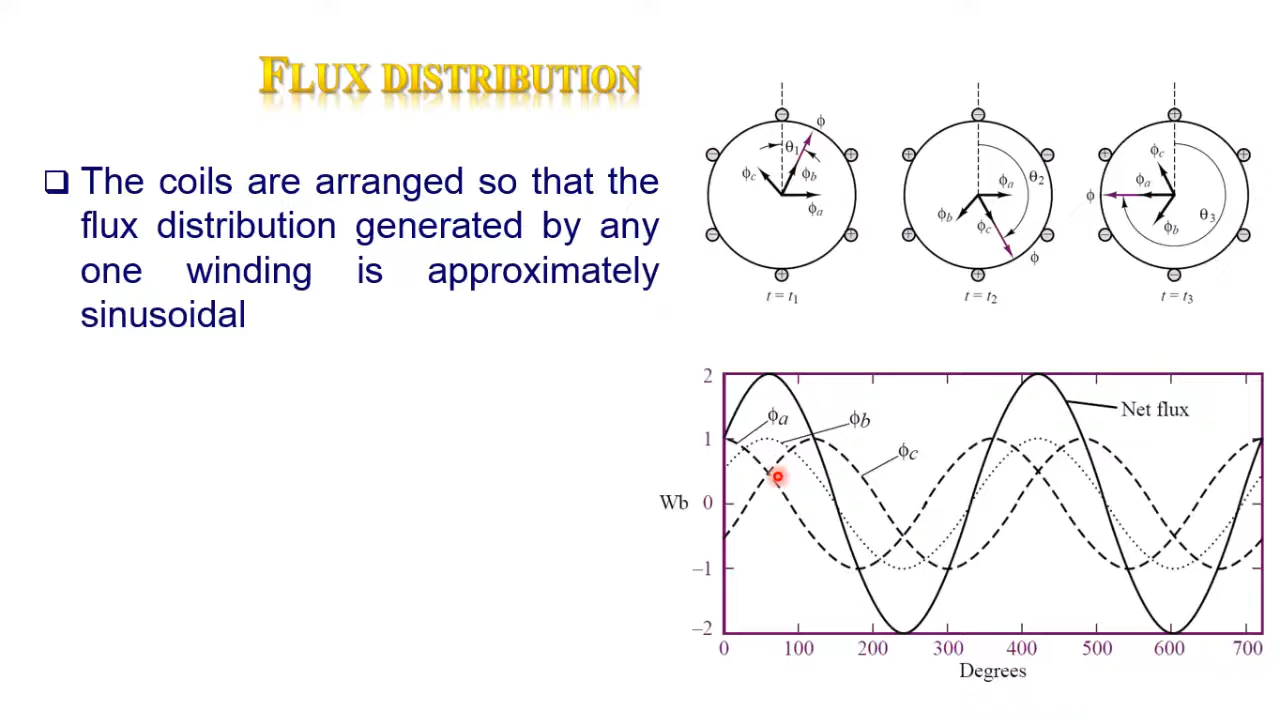 FLUX DISTRIBUTION
❑ The coils are arranged so that the
flux distribution generated by any
one winding is approximately
sinusoidal
ϕ
θ1
ϕc
ϕb
ϕa
t = t1
θ2
ϕa
ϕb
ϕc
ϕ
t = t2
ϕc
ϕa
ϕ
θ3
ϕb
t = t3
2
Net flux
ϕa
ϕb
1
ϕc
Wb
0
–1
–2
0 100 200 300 400 500 600 700
Degrees